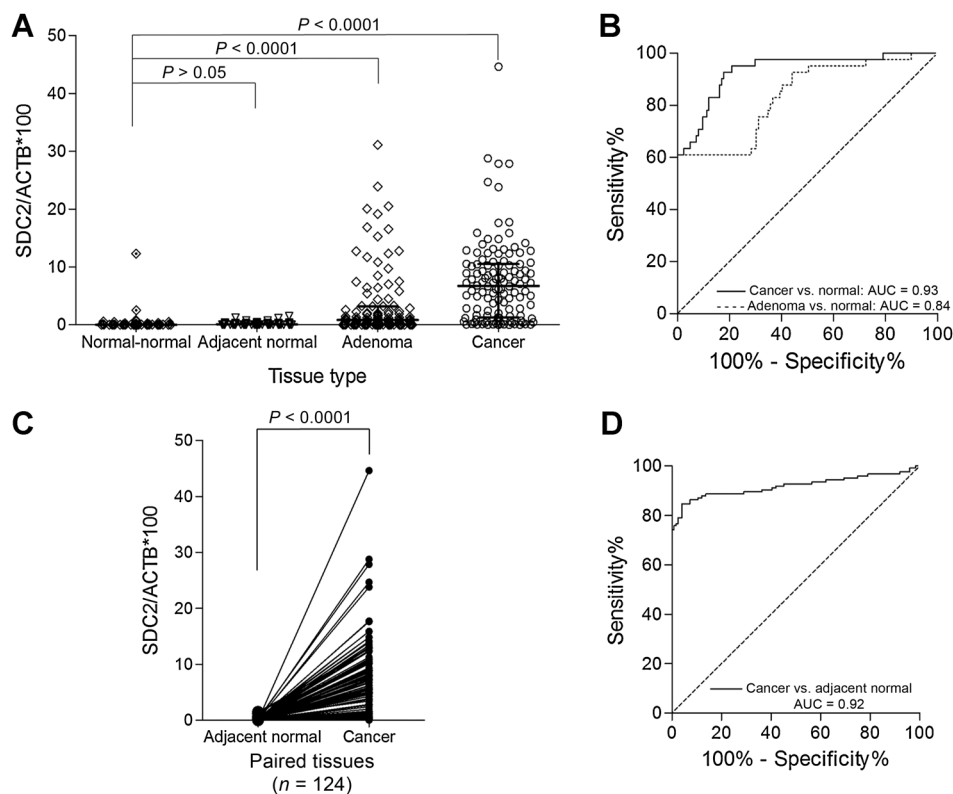 A
P < 0.0001
P < 0.0001
P > 0.05
SDC2/ACTB*100
50
40
30
20
10
0
Normal-normal
Adjacent normal
Adenoma
Cancer
Tissue type
B
Sensitivity%
100
80
60
40
20
0
Cancer vs. normal: AUC = 0.93
Adenoma vs normal: AUC = 0.84
0 20 40 60 80 100
100% - Specificity%
C
P < 0.0001
SDC2/ACTB*100
50
40
30
20
10
0
Adjacent normal
Cancer
Paired tissues
(n = 124)
D
Sensitivity%
100
80
60
40
20
0
Cancer vs. adjacent normal
AUC = 0.92
0 20 40 60 80 100
100% - Specificity%